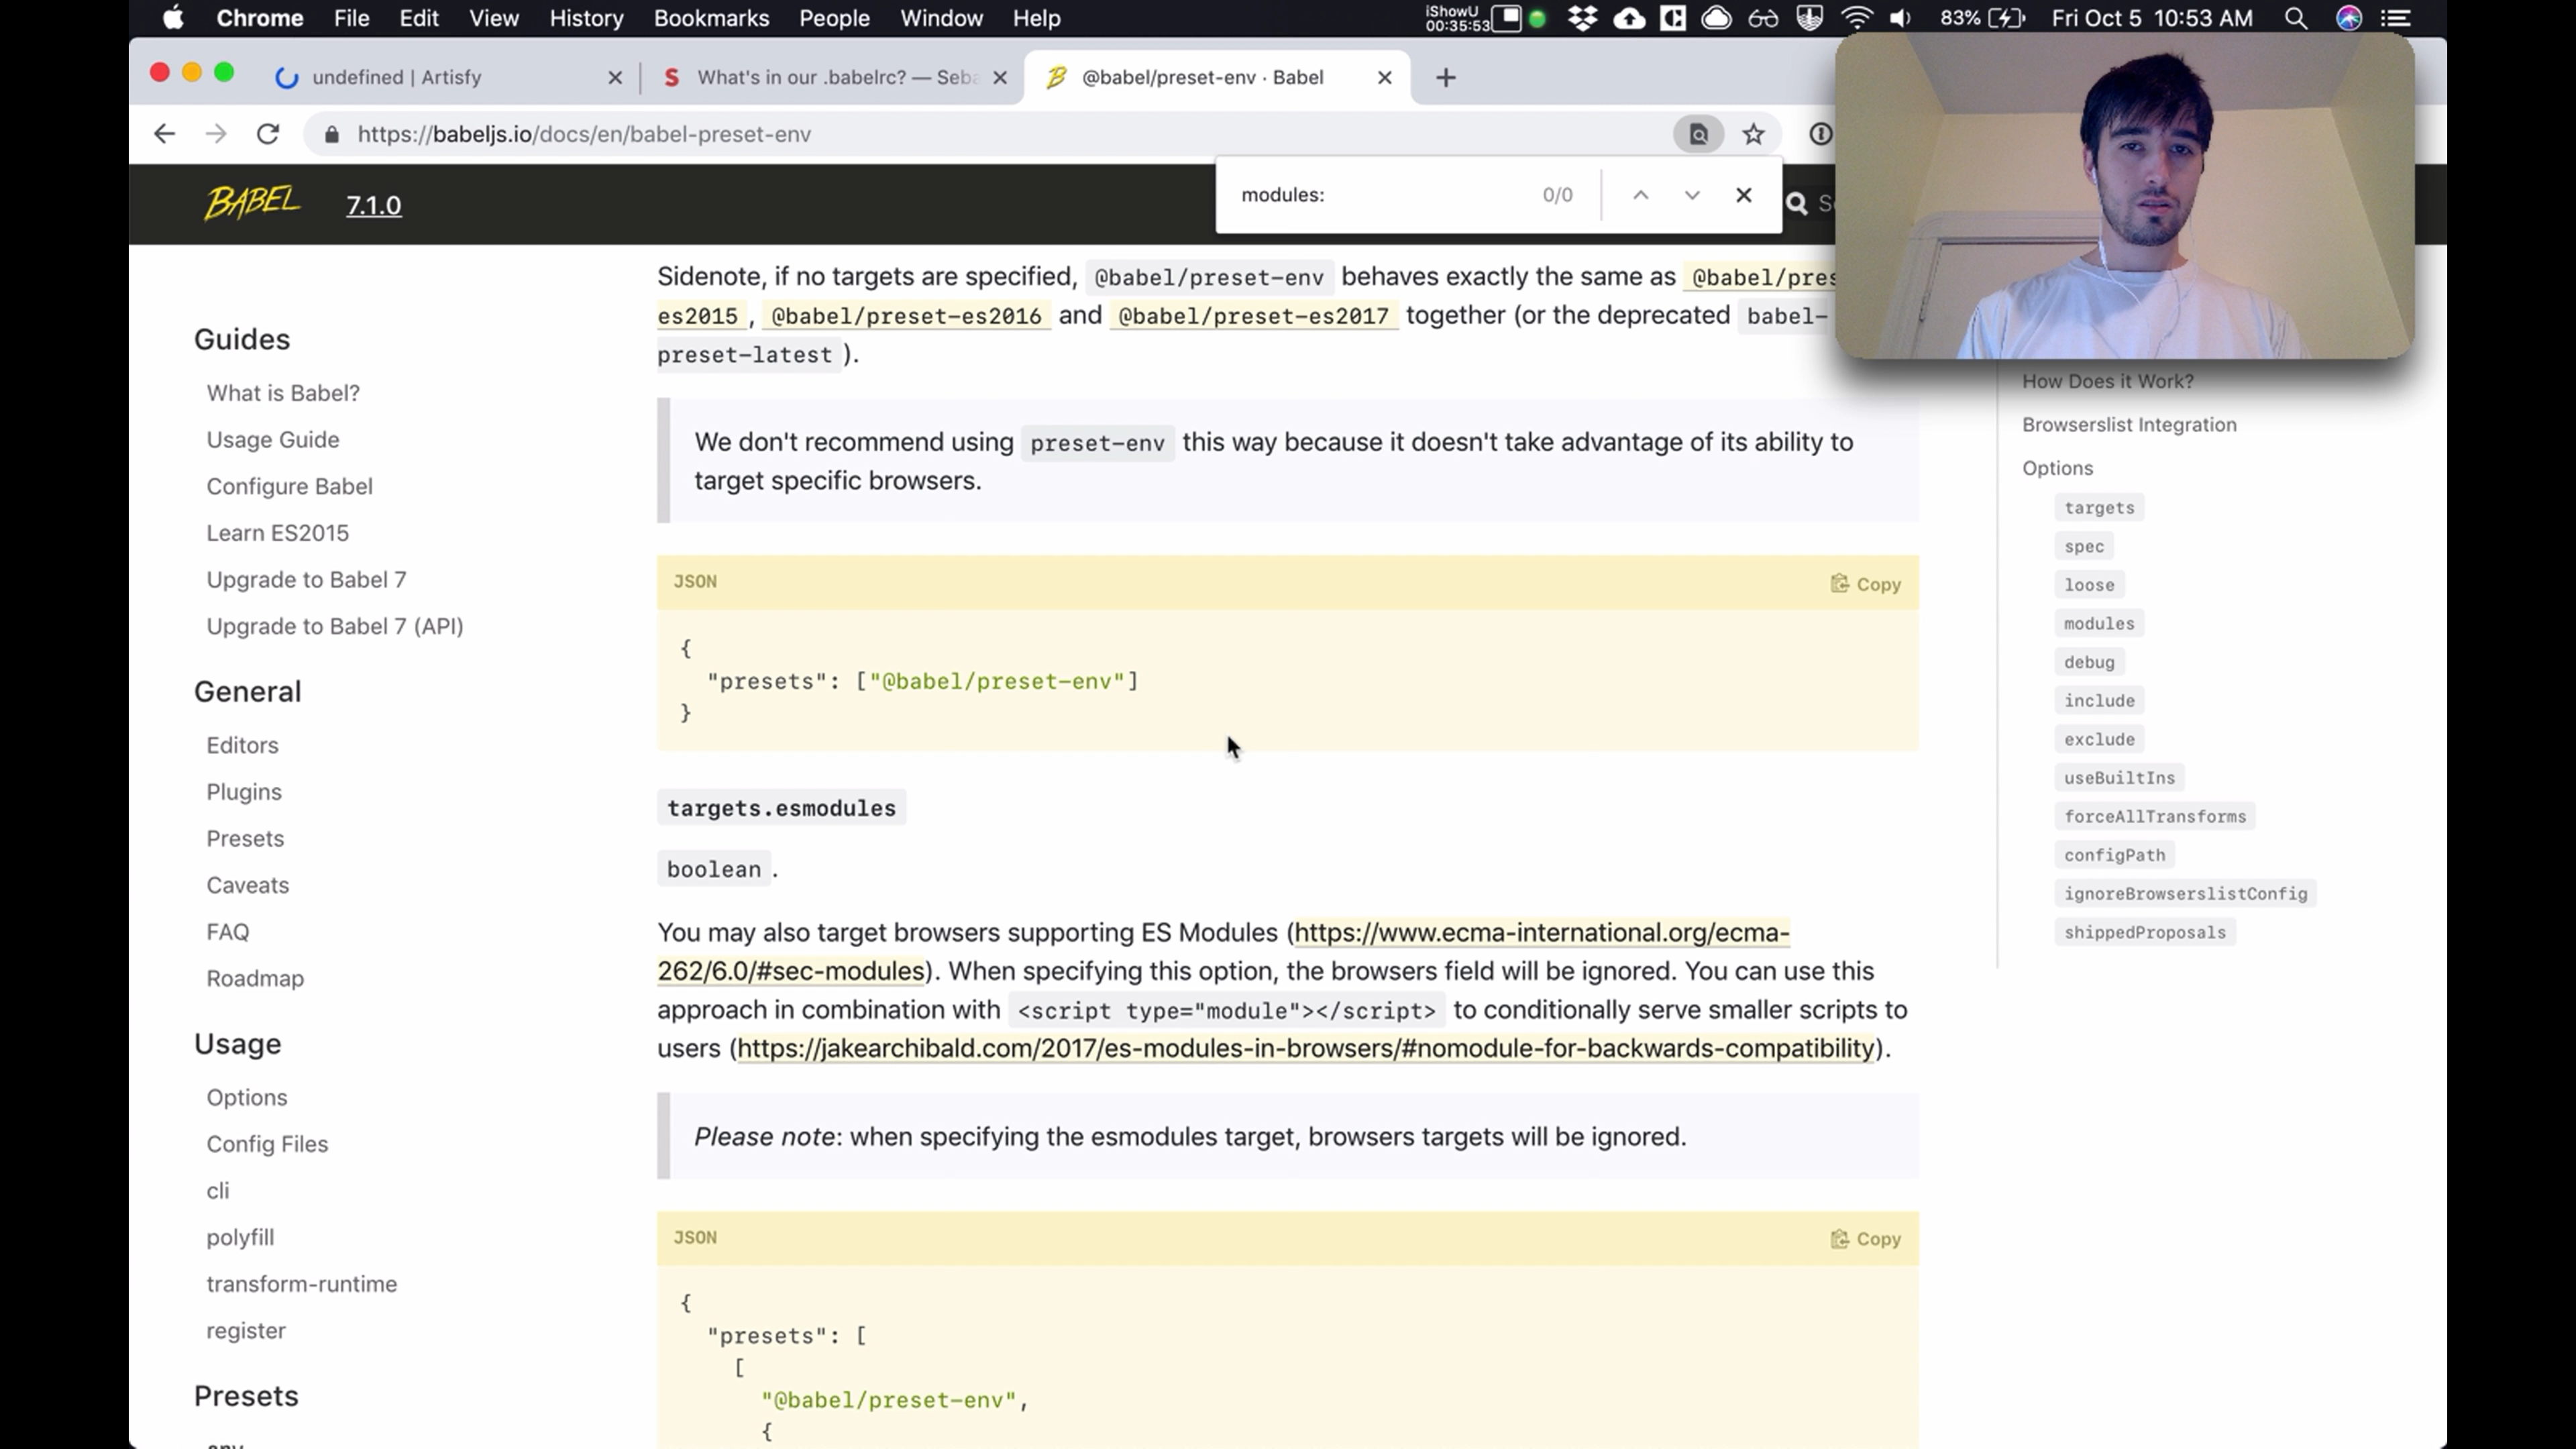 Chrome File Edit View History Bookmarks People Window Help iShowU 00:35:53 83% Fri Oct 5 10:53 AM
undefined | Artisfy
What's in our .babelrc? — Seba
@babel/preset-env · Babel
https://babeljs.io/docs/en/babel-preset-env
modules: 0/0
BABEL 7.1.0
S
Guides
What is Babel?
Usage Guide
Configure Babel
Learn ES2015
Upgrade to Babel 7
Upgrade to Babel 7 (API)
General
Editors
Plugins
Presets
Caveats
FAQ
Roadmap
Usage
Options
Config Files
cli
polyfill
transform-runtime
register
Presets
env
Sidenote, if no targets are specified, @babel/preset-env behaves exactly the same as @babel/pres
es2015 , @babel/preset-es2016 and @babel/preset-es2017 together (or the deprecated babel-
preset-latest ).
We don't recommend using preset-env this way because it doesn't take advantage of its ability to
target specific browsers.
JSON Copy
{
"presets": ["@babel/preset-env"]
}
targets.esmodules
boolean .
You may also target browsers supporting ES Modules (https://www.ecma-international.org/ecma-
262/6.0/#sec-modules). When specifying this option, the browsers field will be ignored. You can use this
approach in combination with <script type="module"></script> to conditionally serve smaller scripts to
users (https://jakearchibald.com/2017/es-modules-in-browsers/#nomodule-for-backwards-compatibility).
Please note: when specifying the esmodules target, browsers targets will be ignored.
JSON Copy
{
"presets": [
[
"@babel/preset-env",
{
How Does it Work?
Browserslist Integration
Options
targets
spec
loose
modules
debug
include
exclude
useBuiltIns
forceAllTransforms
configPath
ignoreBrowserslistConfig
shippedProposals